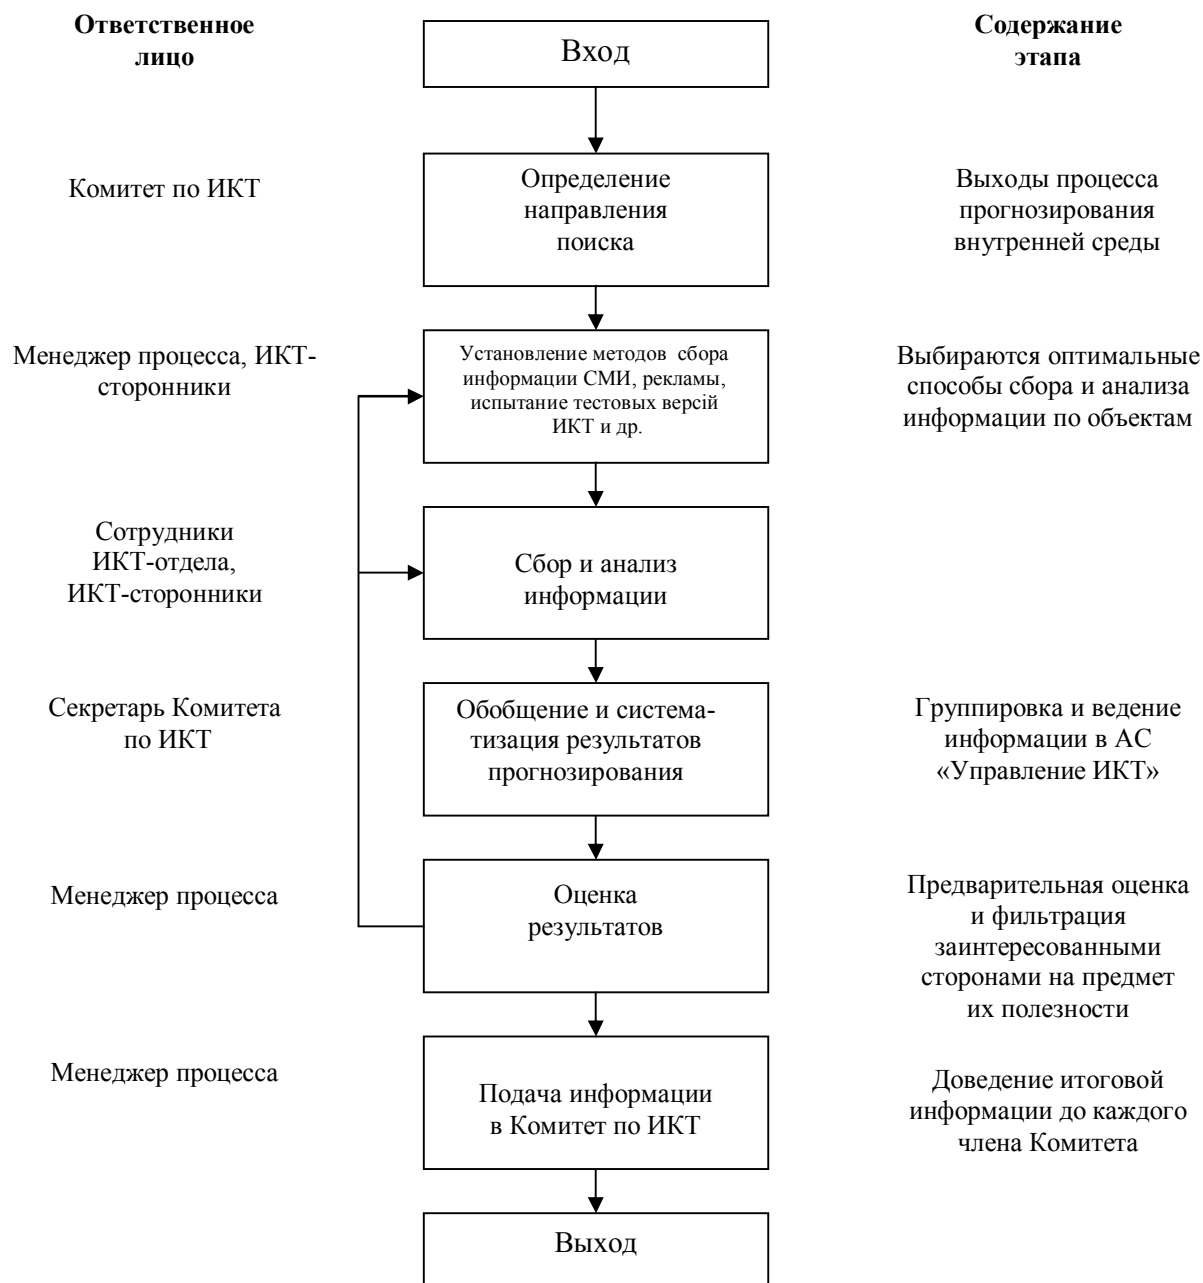 Ответственное
лицо
Вход
Содержание
этапа
Комитет по ИКТ
Определение
направления
поиска
Выходы процесса
прогнозирования
внутренней среды
Менеджер процесса, ИКТ-
сторонники
Установление методов сбора
информации СМИ, рекламы,
испытание тестовых версій
ИКТ и др.
Выбираются оптимальные
способы сбора и анализа
информации по объектам
Сотрудники
ИКТ-отдела,
ИКТ-сторонники
Сбор и анализ
информации
Секретарь Комитета
по ИКТ
Обобщение и система-
тизация результатов
прогнозирования
Группировка и ведение
информации в АС
«Управление ИКТ»
Менеджер процесса
Оценка
результатов
Предварительная оценка
и фильтрация
заинтересованными
сторонами на предмет
их полезности
Менеджер процесса
Подача информации
в Комитет по ИКТ
Доведение итоговой
информации до каждого
члена Комитета
Выход